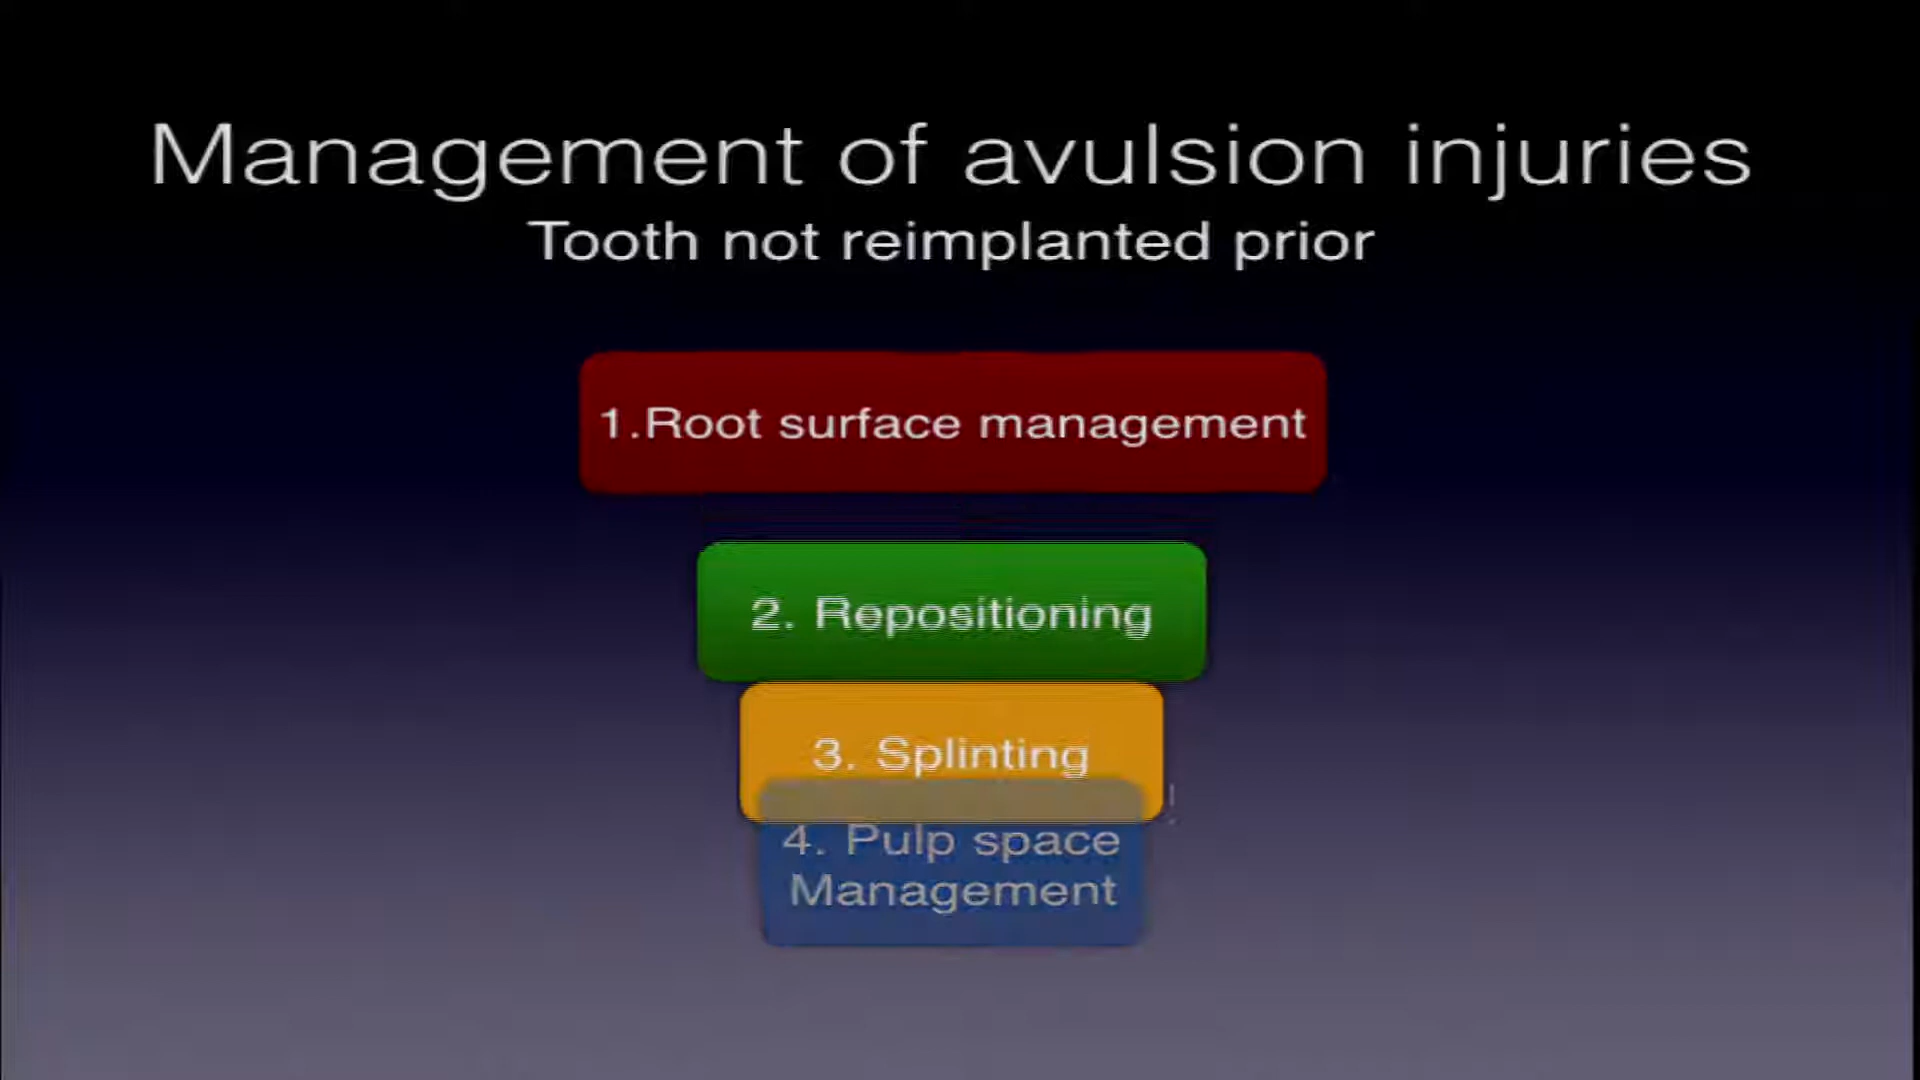 Management of avulsion injuries
Tooth not reimplanted prior
1.Root surface management
2. Repositioning
3. Splinting
4. Pulp space
Management